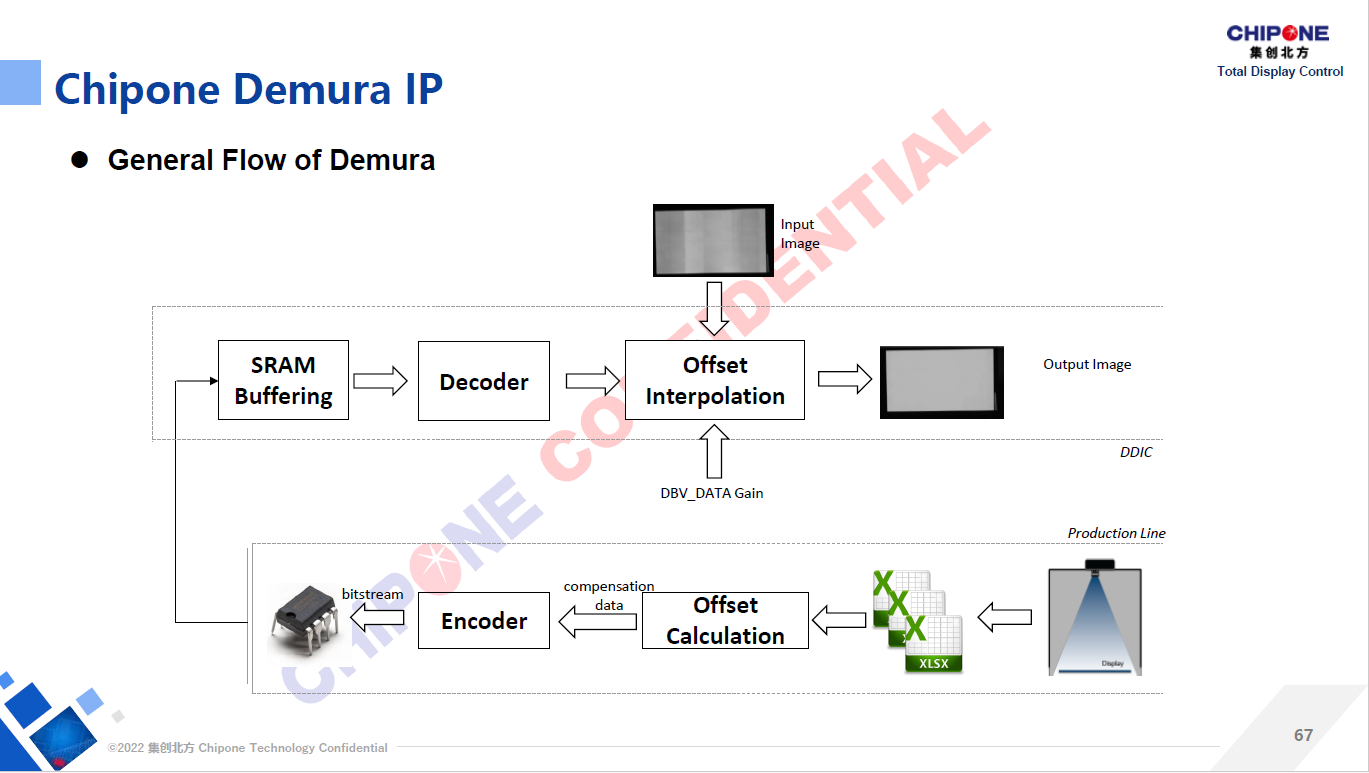 CHIPONE
集创北方
Total Display Control
Chipone Demura IP
● General Flow of Demura
Input
Image
SRAM
Buffering
Decoder
Offset
Interpolation
Output Image
DDIC
DBV_DATA Gain
Production Line
bitstream
Encoder
compensation
data
Offset
Calculation
XLSX
Display
CHIPONE CONFIDENTIAL
©2022 集创北方 Chipone Technology Confidential
67